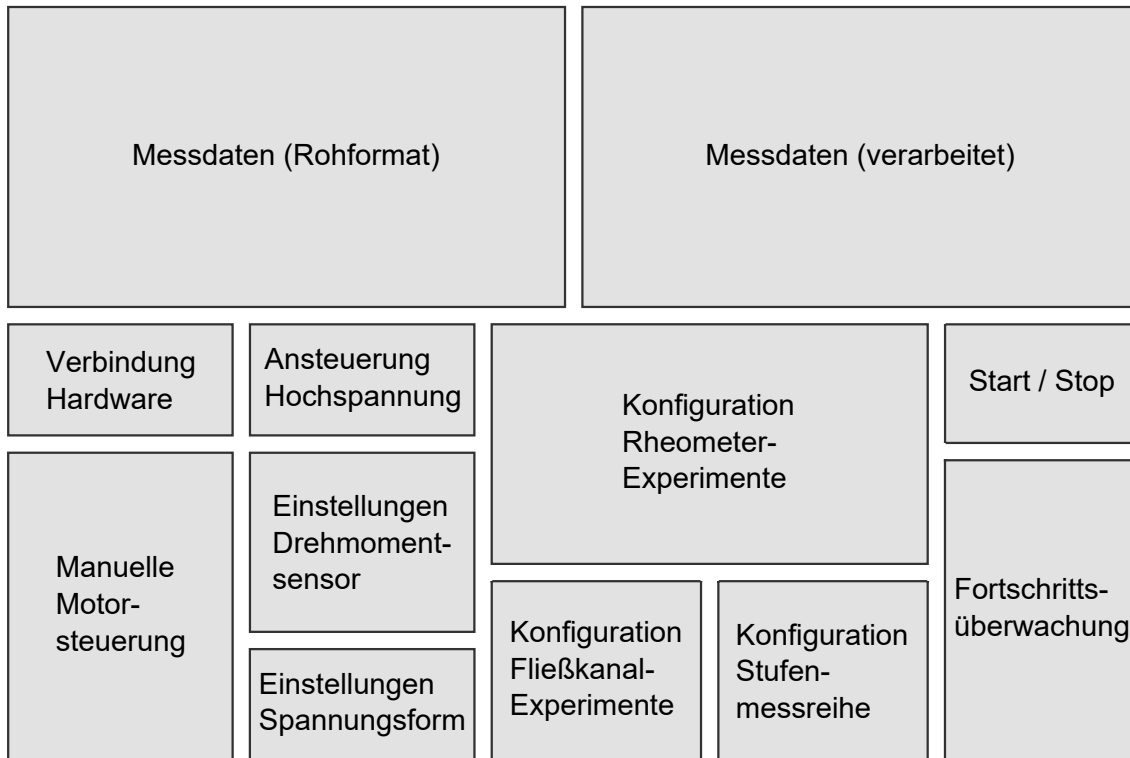 Messdaten (Rohformat)
Messdaten (verarbeitet)
Verbindung
Hardware
Ansteuerung
Hochspannung
Konfiguration
Rheometer-
Experimente
Start / Stop
Manuelle
Motor-
steuerung
Einstellungen
Drehmoment-
sensor
Einstellungen
Spannungsform
Konfiguration
Fließkanal-
Experimente
Konfiguration
Stufen-
messreihe
Fortschritts-
überwachung